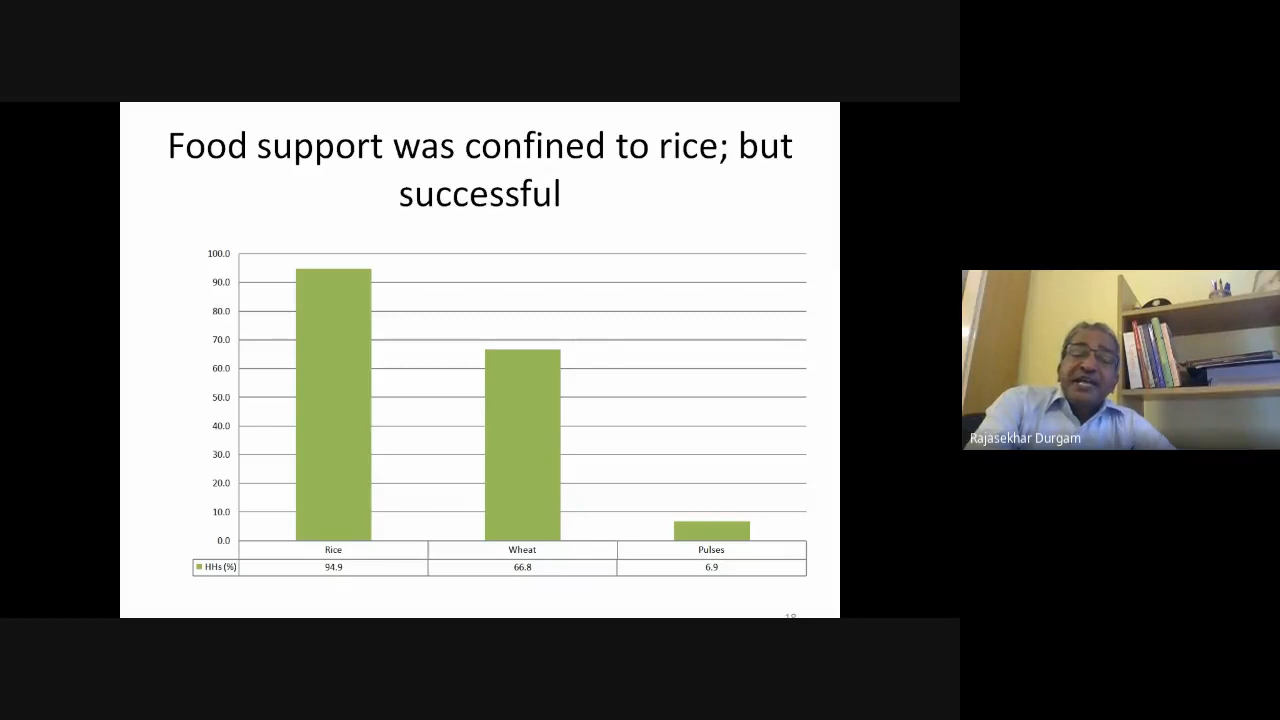 Food support was confined to rice; but
successful
100.0
90.0
80.0
70.0
60.0
50.0
40.0
30.0
20.0
10.0
0.0
Rice Wheat Pulses
HHs (%) 94.9 66.8 6.9
18
Rajasekhar Durgam